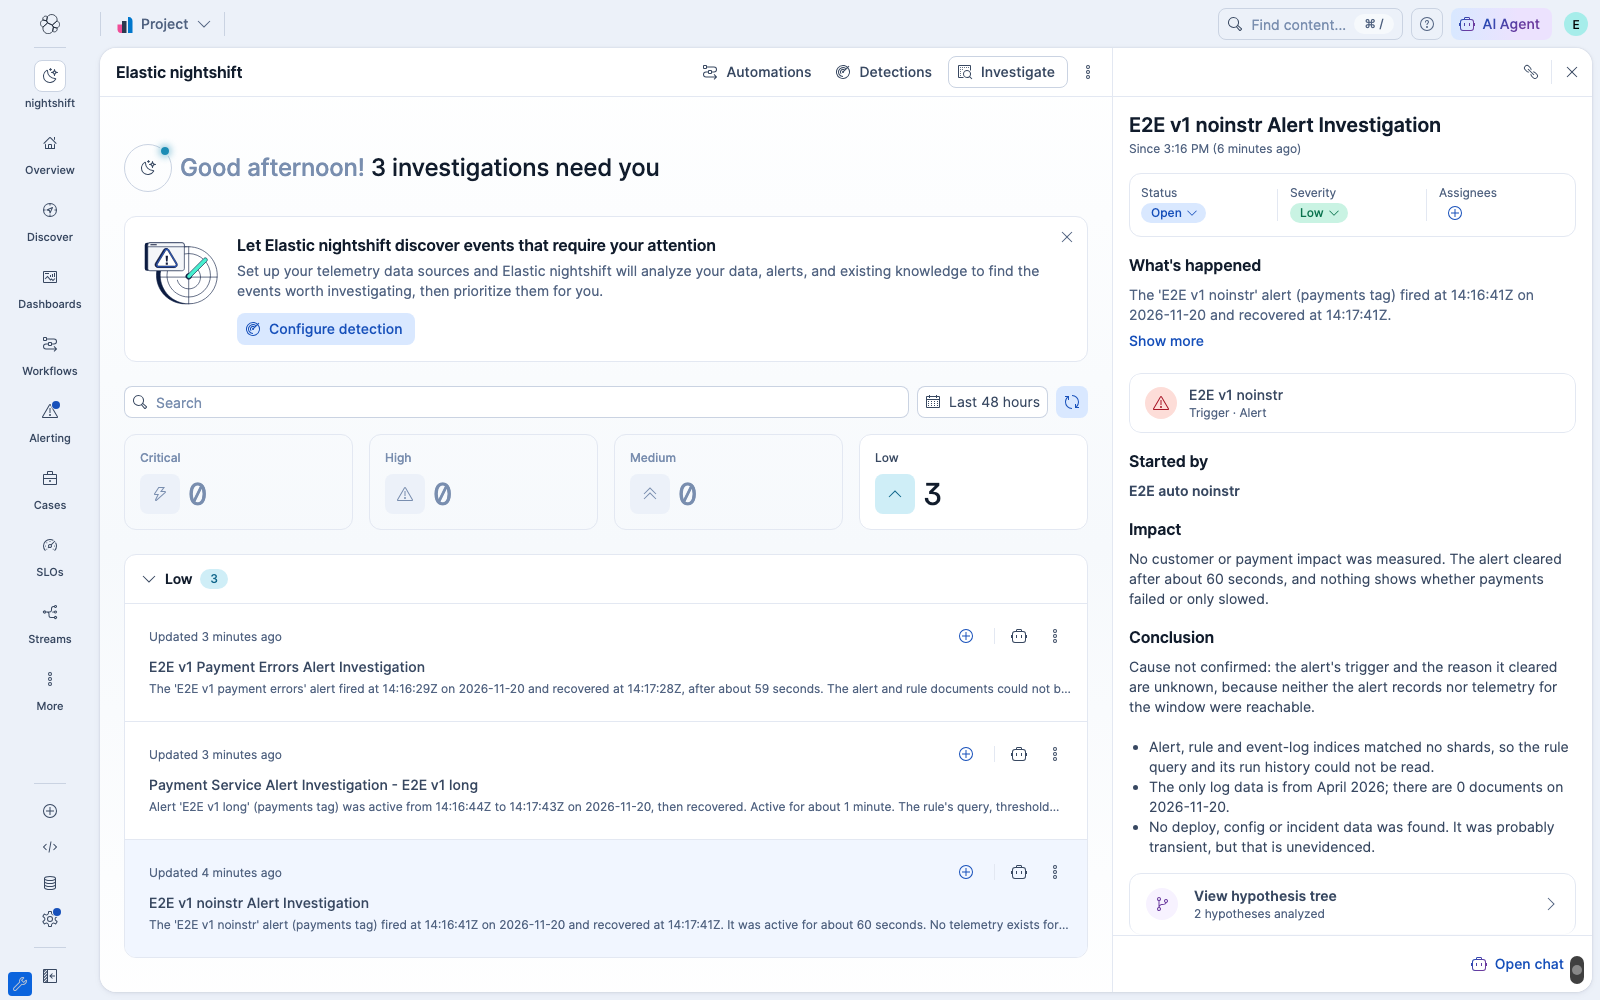 Project
Find content...
⌘ /
AI Agent
E
nightshift
Overview
Discover
Dashboards
Workflows
Alerting
Cases
SLOs
Streams
More
Elastic nightshift
Automations
Detections
Investigate
Good afternoon! 3 investigations need you
Let Elastic nightshift discover events that require your attention
Set up your telemetry data sources and Elastic nightshift will analyze your data, alerts, and existing knowledge to find the
events worth investigating, then prioritize them for you.
Configure detection
Search
Last 48 hours
Critical
0
High
0
Medium
0
Low
3
Low 3
Updated 3 minutes ago
E2E v1 Payment Errors Alert Investigation
The 'E2E v1 payment errors' alert fired at 14:16:29Z on 2026-11-20 and recovered at 14:17:28Z, after about 59 seconds. The alert and rule documents could not b...
Updated 3 minutes ago
Payment Service Alert Investigation - E2E v1 long
Alert 'E2E v1 long' (payments tag) was active from 14:16:44Z to 14:17:43Z on 2026-11-20, then recovered. Active for about 1 minute. The rule's query, threshold...
Updated 4 minutes ago
E2E v1 noinstr Alert Investigation
The 'E2E v1 noinstr' alert (payments tag) fired at 14:16:41Z on 2026-11-20 and recovered at 14:17:41Z. It was active for about 60 seconds. No telemetry exists for...
E2E v1 noinstr Alert Investigation
Since 3:16 PM (6 minutes ago)
Status
Open
Severity
Low
Assignees
What's happened
The 'E2E v1 noinstr' alert (payments tag) fired at 14:16:41Z on
2026-11-20 and recovered at 14:17:41Z.
Show more
E2E v1 noinstr
Trigger · Alert
Started by
E2E auto noinstr
Impact
No customer or payment impact was measured. The alert cleared
after about 60 seconds, and nothing shows whether payments
failed or only slowed.
Conclusion
Cause not confirmed: the alert's trigger and the reason it cleared
are unknown, because neither the alert records nor telemetry for
the window were reachable.
• Alert, rule and event-log indices matched no shards, so the rule
query and its run history could not be read.
• The only log data is from April 2026; there are 0 documents on
2026-11-20.
• No deploy, config or incident data was found. It was probably
transient, but that is unevidenced.
View hypothesis tree
2 hypotheses analyzed
Open chat